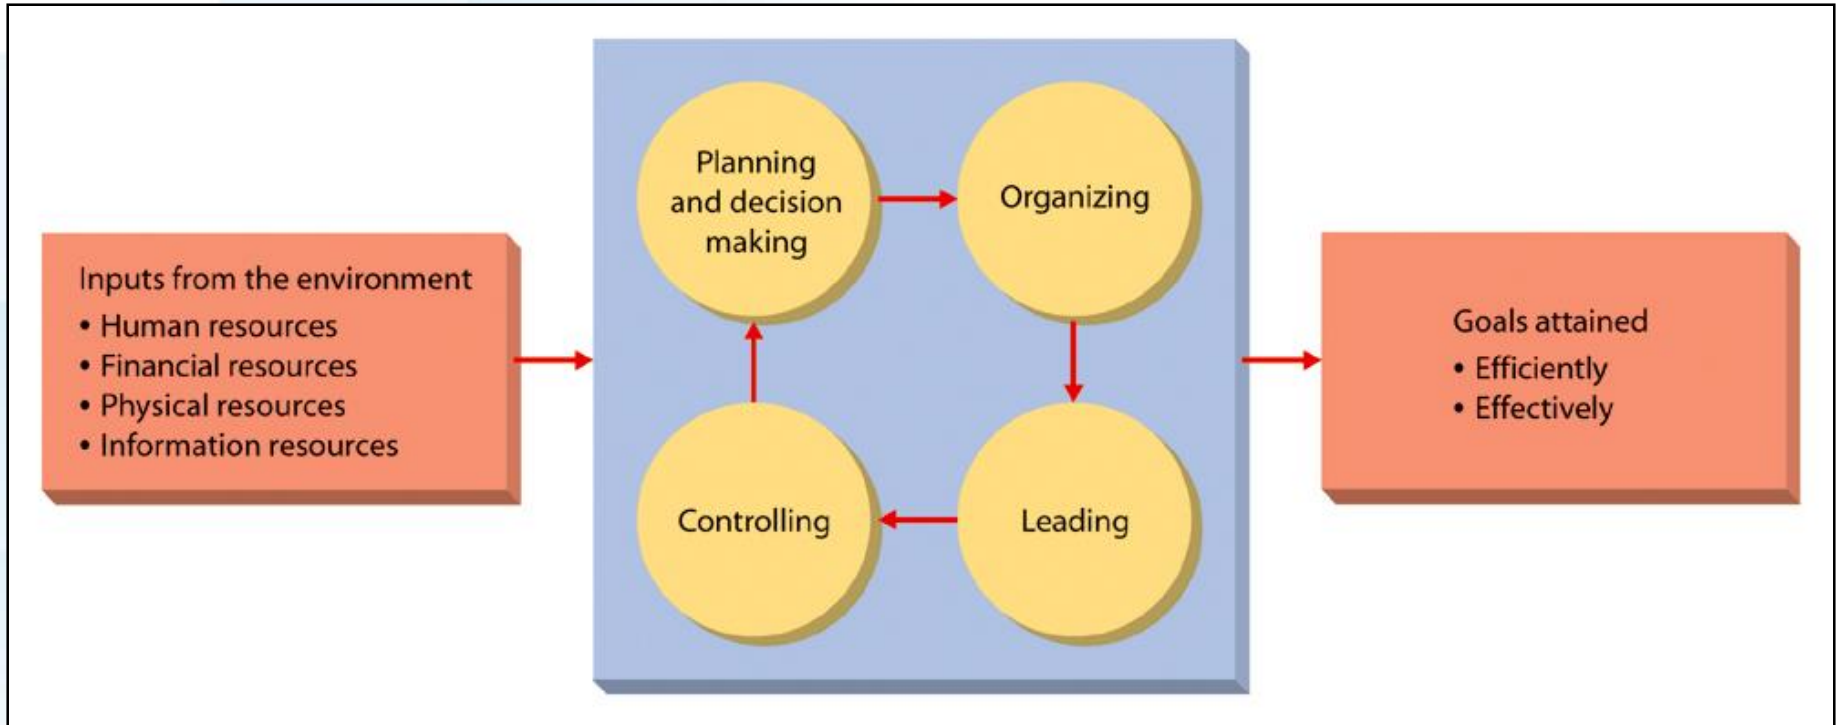 Inputs from the environment
• Human resources
• Financial resources
• Physical resources
• Information resources
Planning
and decision
making
Organizing
Controlling
Leading
Goals attained
• Efficiently
• Effectively